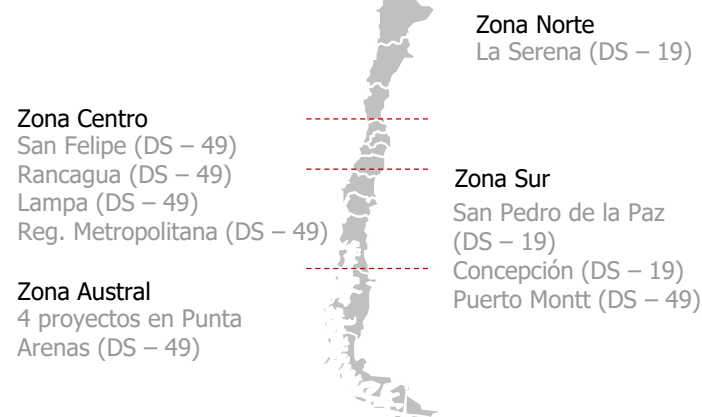 Zona Norte
La Serena (DS – 19)
Zona Centro
San Felipe (DS – 49)
Rancagua (DS – 49)
Lampa (DS – 49)
Reg. Metropolitana (DS – 49)
Zona Sur
San Pedro de la Paz
(DS – 19)
Concepción (DS – 19)
Puerto Montt (DS – 49)
Zona Austral
4 proyectos en Punta
Arenas (DS – 49)